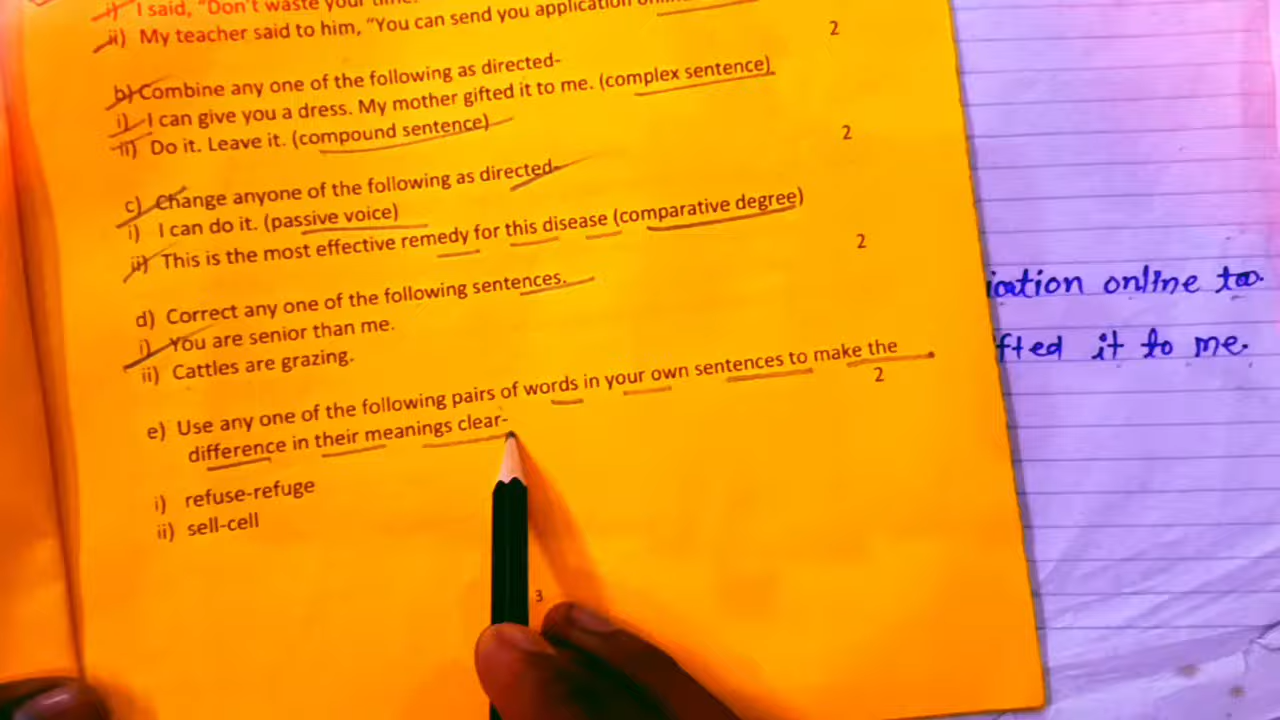 i) I said, "Don't waste your time.
ii) My teacher said to him, "You can send you application online
2
b) Combine any one of the following as directed-
i) I can give you a dress. My mother gifted it to me. (complex sentence)
ii) Do it. Leave it. (compound sentence)
2
c) Change anyone of the following as directed-
i) I can do it. (passive voice)
ii) This is the most effective remedy for this disease (comparative degree)
2
d) Correct any one of the following sentences.
i) You are senior than me.
ii) Cattles are grazing.
e) Use any one of the following pairs of words in your own sentences to make the
difference in their meanings clear-
2
i) refuse-refuge
ii) sell-cell
3
ication online to
fted it to me.